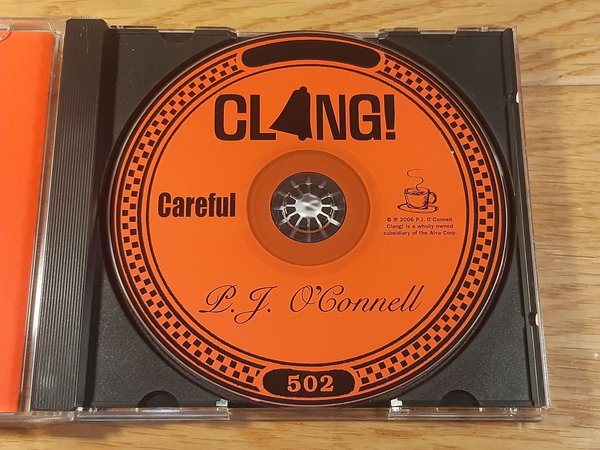 CLANG!
Careful
© ℗ 2006 P.J. O'Connell
Clang! is a wholly owned
subsidiary of the Alva Corp.
P.J. O'Connell
502